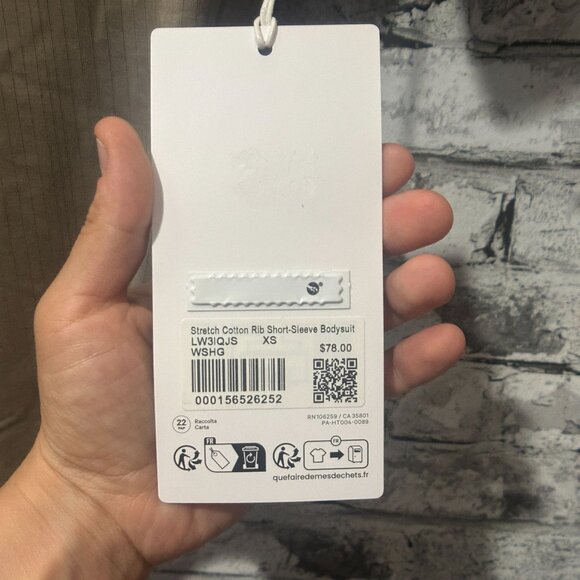 Stretch Cotton Rib Short-Sleeve Bodysuit
LW3IQJS XS
WSHG $78.00
000156526252
RN106259 / CA35801
PA-HT004-0089
22
PAP
Raccolta
Carta
FR
FR
quefairedemesdechets.fr